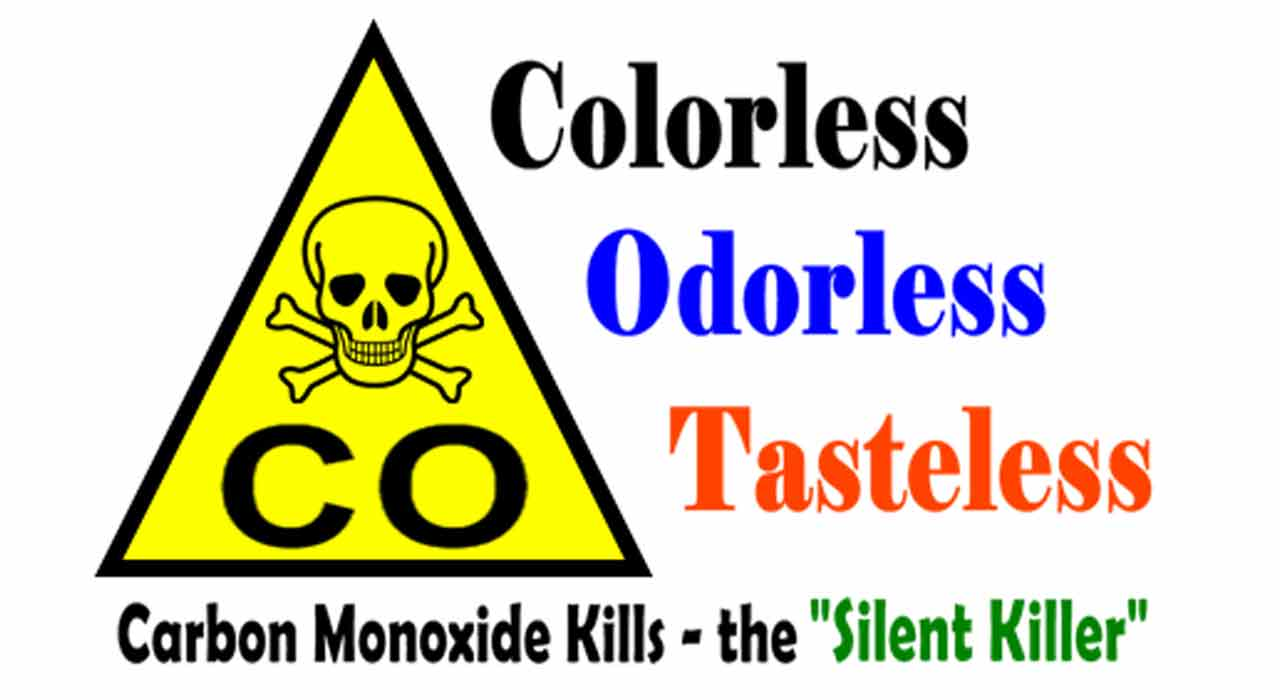 Colorless
Odorless
Tasteless
CO
Carbon Monoxide Kills - the "Silent Killer"